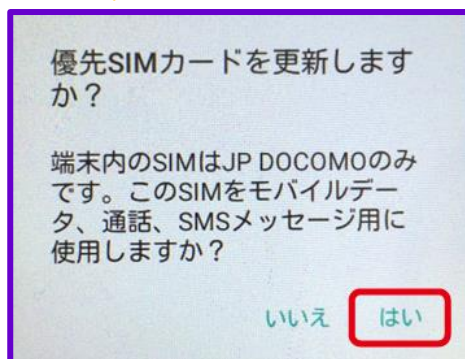 優先SIMカードを更新します
か？
端末内のSIMはJP DOCOMOのみ
です。このSIMをモバイルデー
タ、通話、SMSメッセージ用に
使用しますか？
いいえ
はい